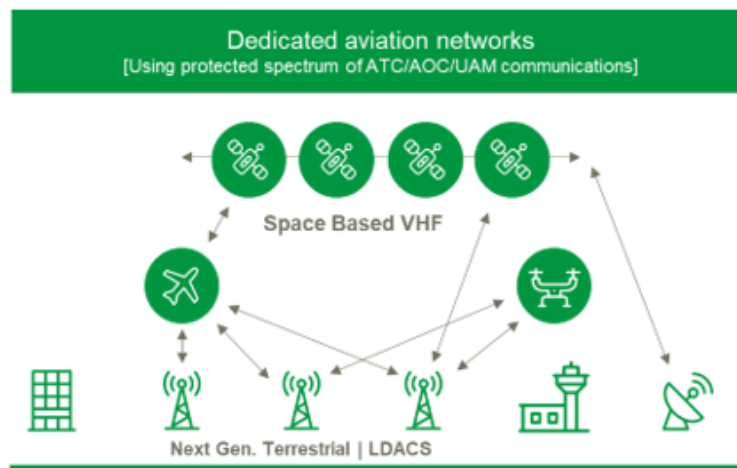 Dedicated aviation networks
[Using protected spectrum of ATC/AOC/UAM communications]
Space Based VHF
Next Gen. Terrestrial | LDACS